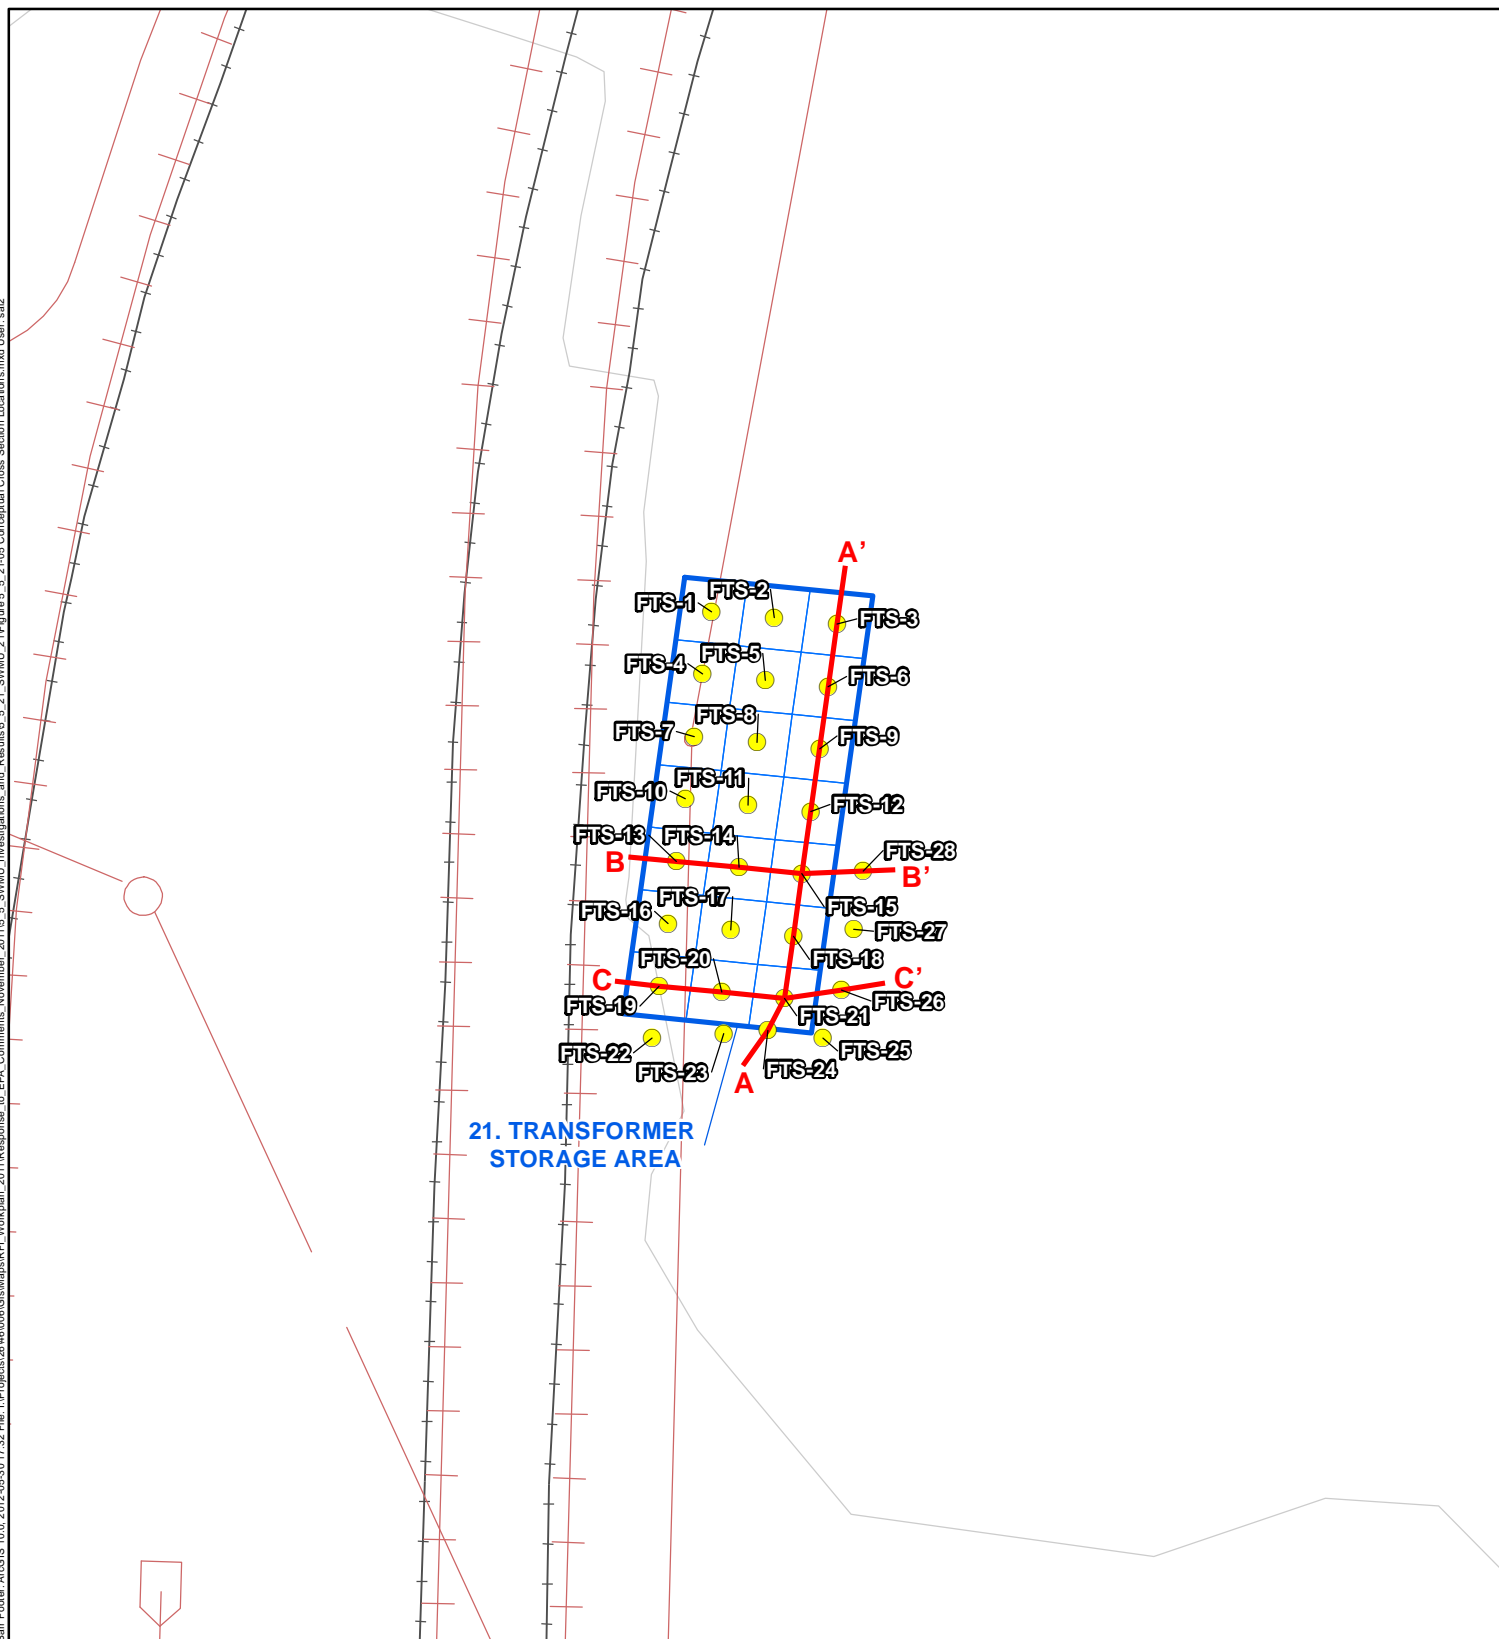 A’
FTS-2
FTS-1
FTS-3
FTS-5
FTS-4
FTS-6
FTS-8
FTS-7
FTS-9
FTS-11
FTS-10
FTS-12
FTS-13
FTS-14
FTS-28
B
B’
FTS-17
FTS-15
FTS-16
FTS-27
FTS-20
FTS-18
C
C’
FTS-19
FTS-26
FTS-21
FTS-22
FTS-25
FTS-23
FTS-24
A
21. TRANSFORMER
STORAGE AREA